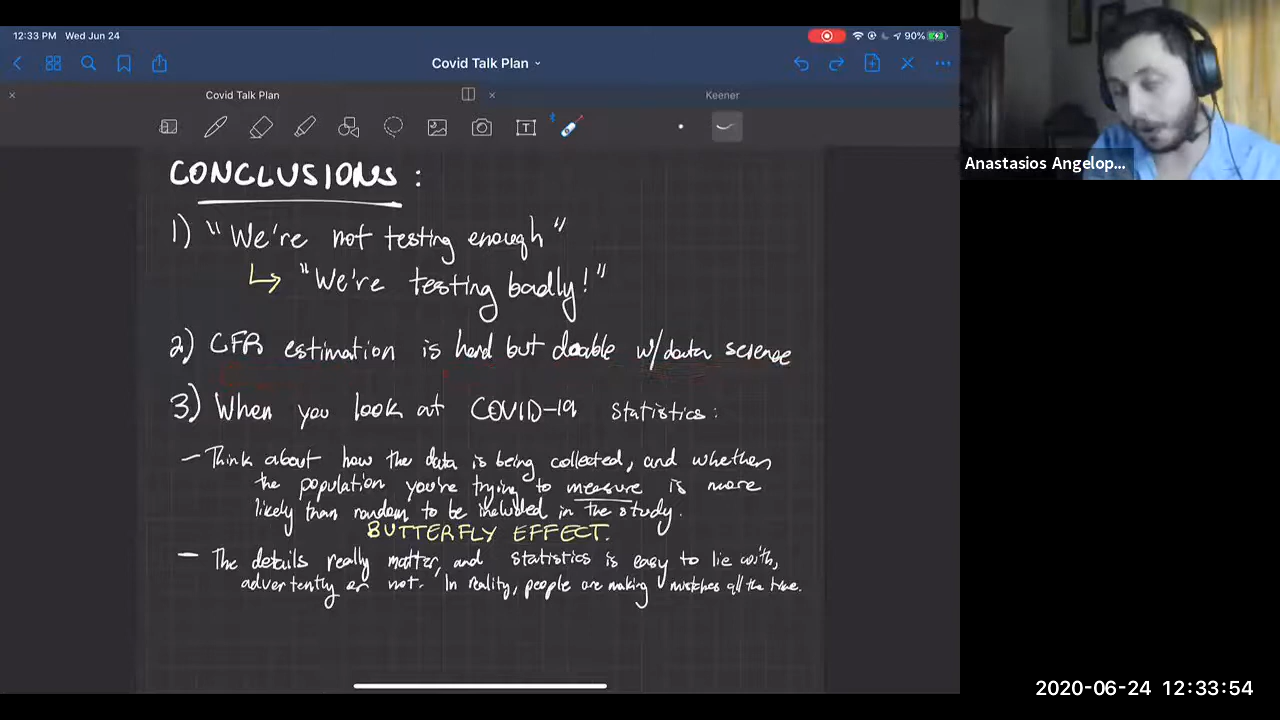 12:33 PM Wed Jun 24
90%
Covid Talk Plan
Covid Talk Plan
Keener
T
CONCLUSIONS:
1) "We're not testing enough"
"We're testing badly!"
2) CFR estimation is hard but doable w/data science
3) When you look at COVID-19 statistics:
- Think about how the data is being collected, and whether
the population you're trying to measure is more
likely than random to be included in the study.
BUTTERFLY EFFECT.
- The details really matter, and statistics is easy to lie with,
advertently or not. In reality, people are making mistakes all the time.
Anastasios Angelop...
2020-06-24 12:33:54